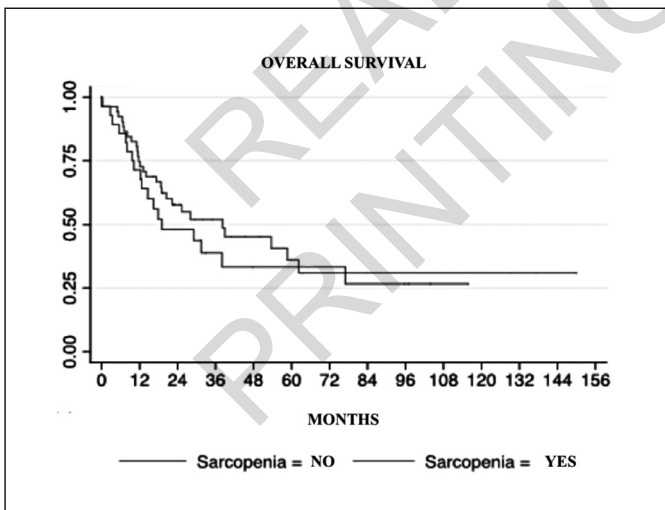 OVERALL SURVIVAL
1.00
0.75
0.50
0.25
0.00
0 12 24 36 48 60 72 84 96 108 120 132 144 156
MONTHS
Sarcopenia = NO Sarcopenia = YES
PRINTING